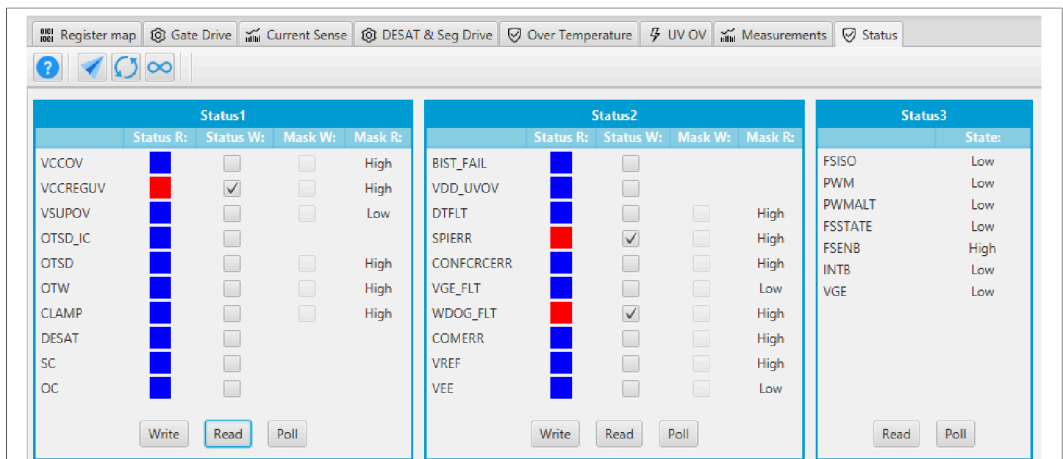 Register map Gate Drive Current Sense DESAT & Seg Drive Over Temperature UV OV Measurements Status
Status1
Status R: Status W: Mask W: Mask R:
VCCOV High
VCCREGUV High
VSUPOV Low
OTSD_IC
OTSD High
OTW High
CLAMP High
DESAT
SC
OC
Write Read Poll
Status2
Status R: Status W: Mask W: Mask R:
BIST_FAIL
VDD_UVOV
DTFLT High
SPIERR High
CONFCRCERR High
VGE_FLT Low
WDOG_FLT High
COMERR High
VREF High
VEE Low
Write Read Poll
Status3
State:
FSISO Low
PWM Low
PWMALT Low
FSSTATE Low
FSENB High
INTB Low
VGE Low
Read Poll